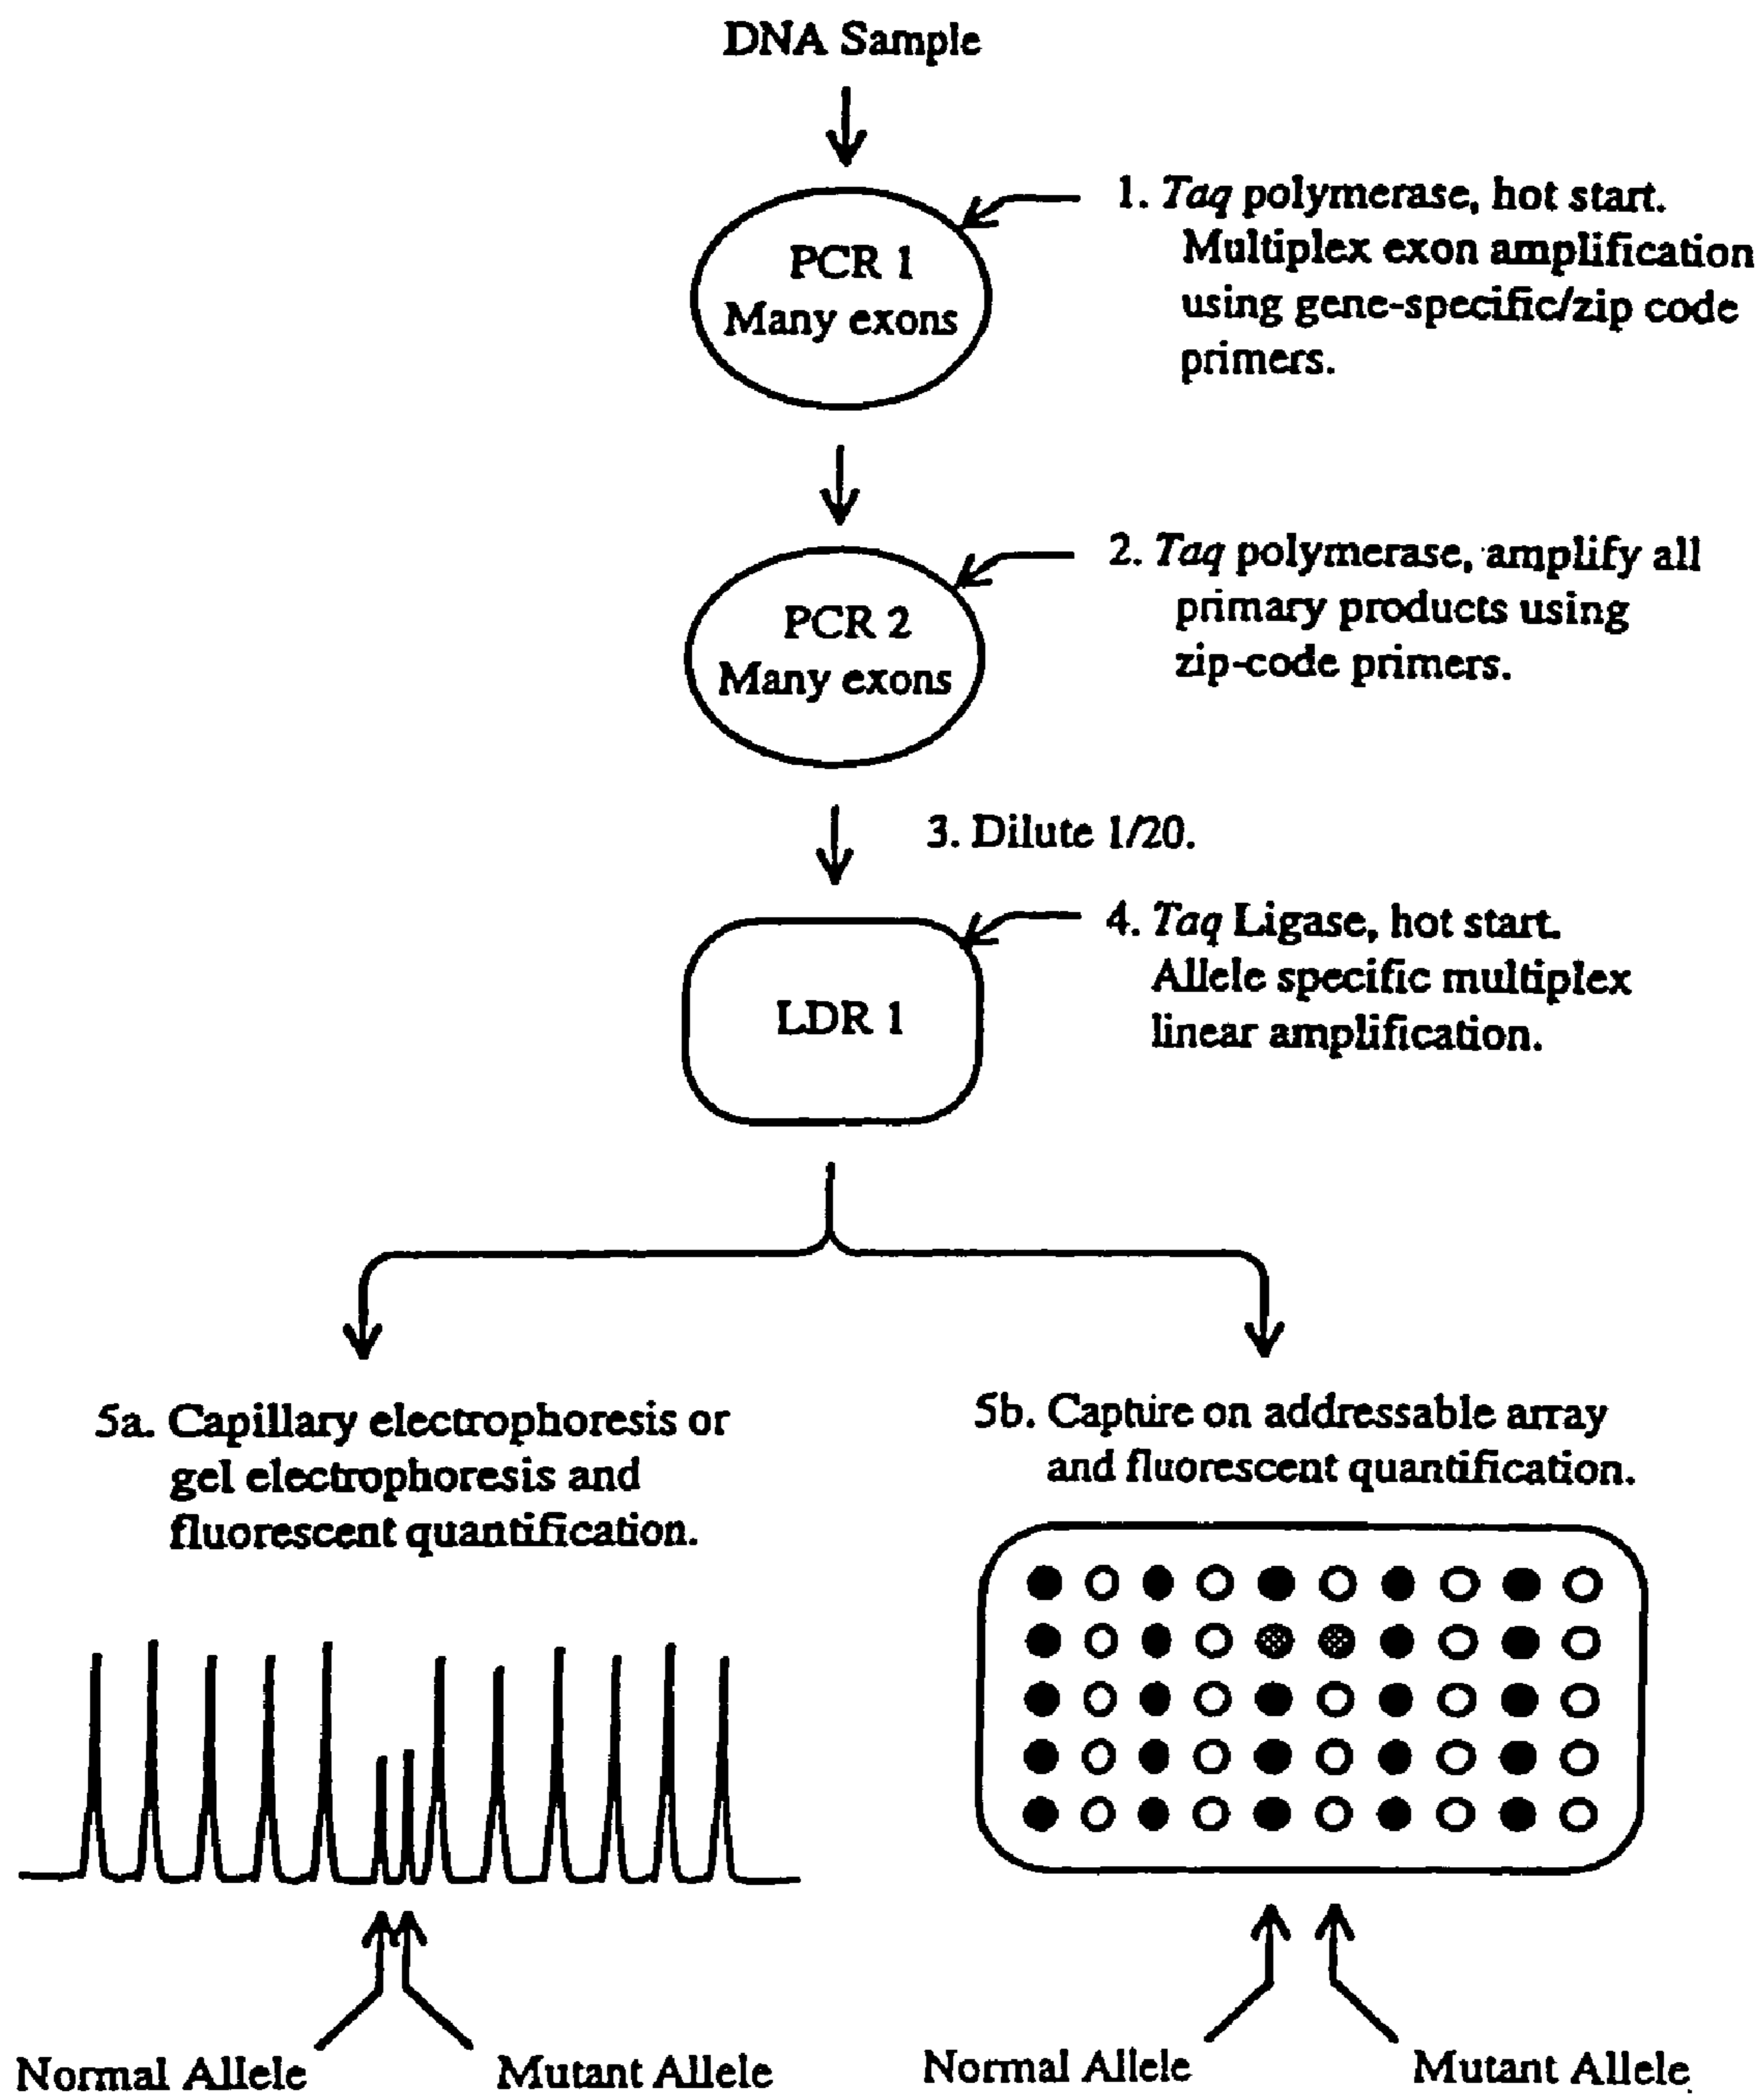 DNA Sample
1. Taq polymerase, hot start.
Multiplex exon amplification
using gene-specific/zip code
primers.
PCR 1
Many exons
2. Taq polymerase, amplify all
primary products using
zip-code primers.
PCR 2
Many exons
3. Dilute 1/20.
4. Taq Ligase, hot start.
Allele specific multiplex
linear amplification.
LDR 1
5a. Capillary electrophoresis or
gel electrophoresis and
fluorescent quantification.
5b. Capture on addressable array
and fluorescent quantification.
Normal Allele
Mutant Allele
Normal Allele
Mutant Allele